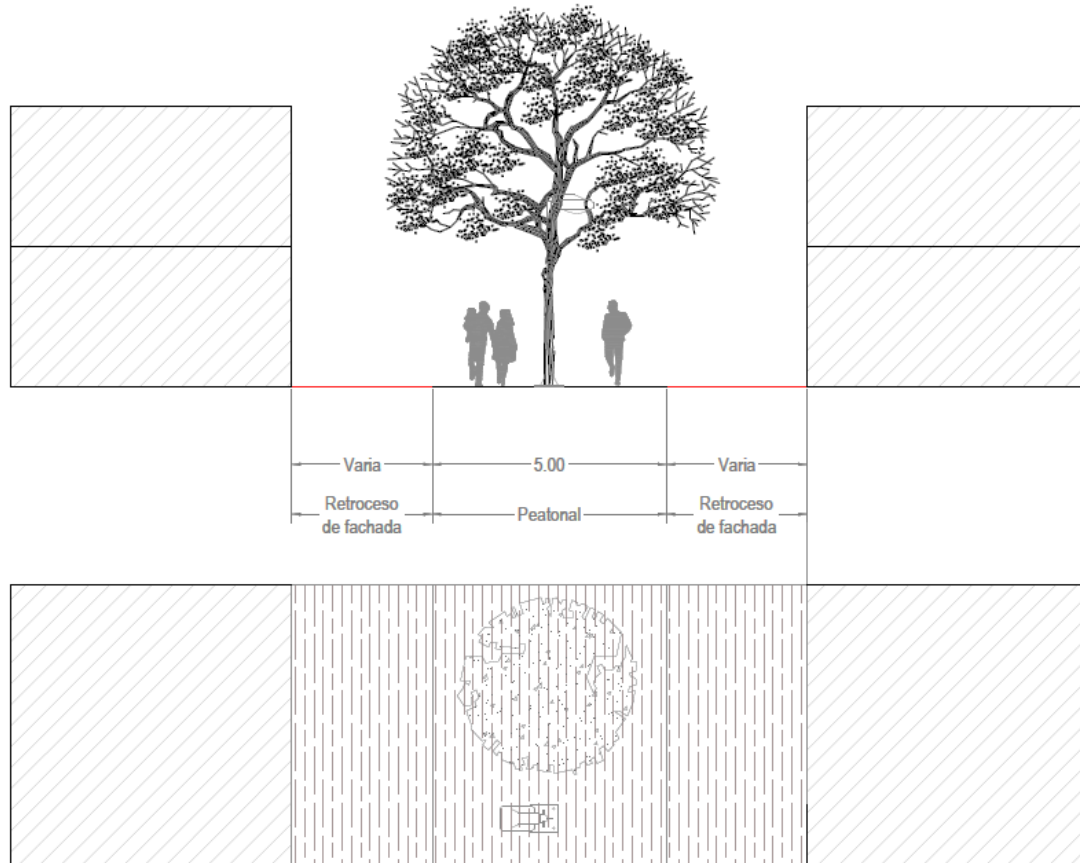 Varia
5.00
Varia
Retroceso
de fachada
Peatonal
Retroceso
de fachada